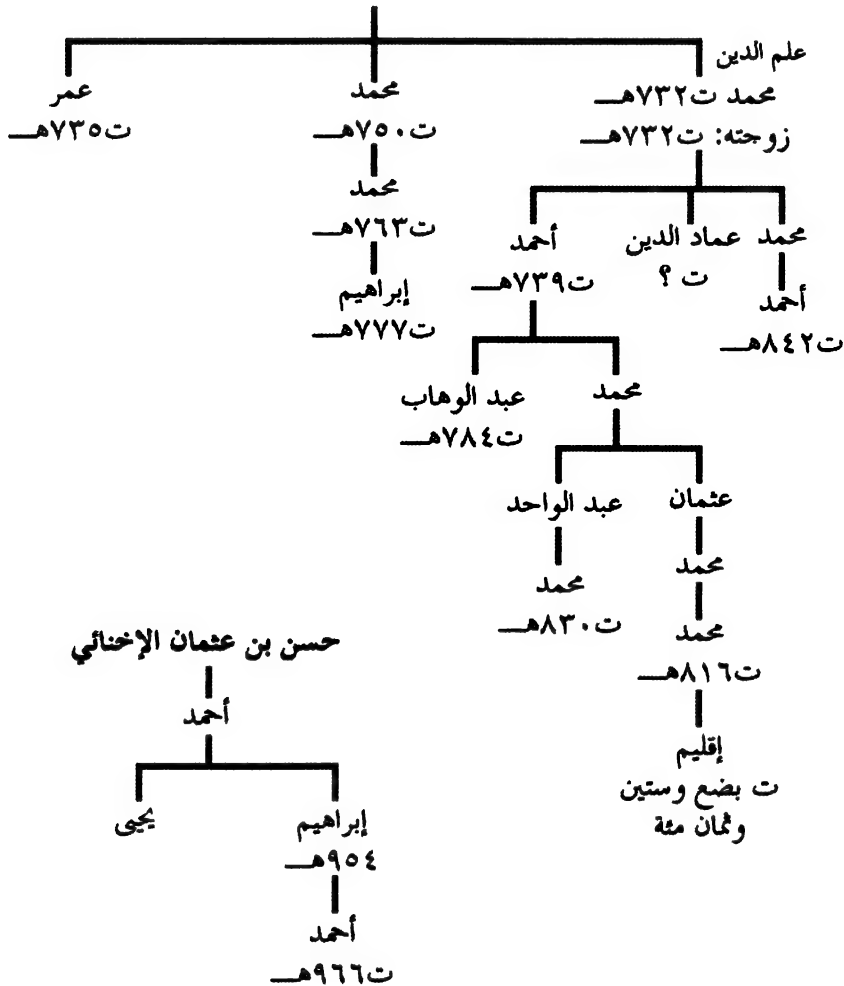 علم الدين
محمد ت٧٣٢هـ
زوجته: ت٧٣٢هـ
محمد
ت٧٥٠هـ
عمر
ت٧٣٥هـ
محمد
ت٧٦٣هـ
إبراهيم
ت٧٧٧هـ
محمد
عماد الدين
ت ؟
أحمد
ت٧٣٩هـ
أحمد
ت٨٤٢هـ
محمد
عبد الوهاب
ت٧٨٤هـ
عثمان
عبد الواحد
محمد
محمد
ت٨٣٠هـ
محمد
ت٨١٦هـ
إقليم
ت بضع وستين
وثمان مئة
حسن بن عثمان الإخنائي
أحمد
إبراهيم
٩٥٤هـ
يحيى
أحمد
ت٩٦٦هـ